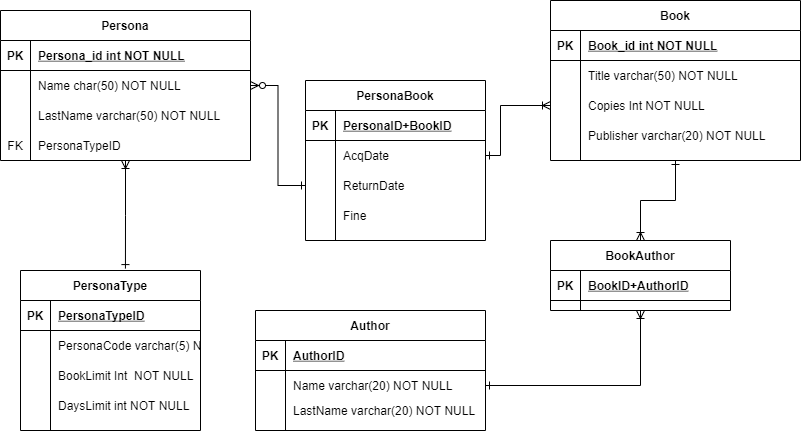 Persona
PK Persona_id int NOT NULL
Name char(50) NOT NULL
LastName varchar(50) NOT NULL
FK PersonaTypeID
PersonaBook
PK PersonaID+BookID
AcqDate
ReturnDate
Fine
Book
PK Book_id int NOT NULL
Title varchar(50) NOT NULL
Copies Int NOT NULL
Publisher varchar(20) NOT NULL
PersonaType
PK PersonaTypeID
PersonaCode varchar(5) N
BookLimit Int NOT NULL
DaysLimit int NOT NULL
Author
PK AuthorID
Name varchar(20) NOT NULL
LastName varchar(20) NOT NULL
BookAuthor
PK BookID+AuthorID